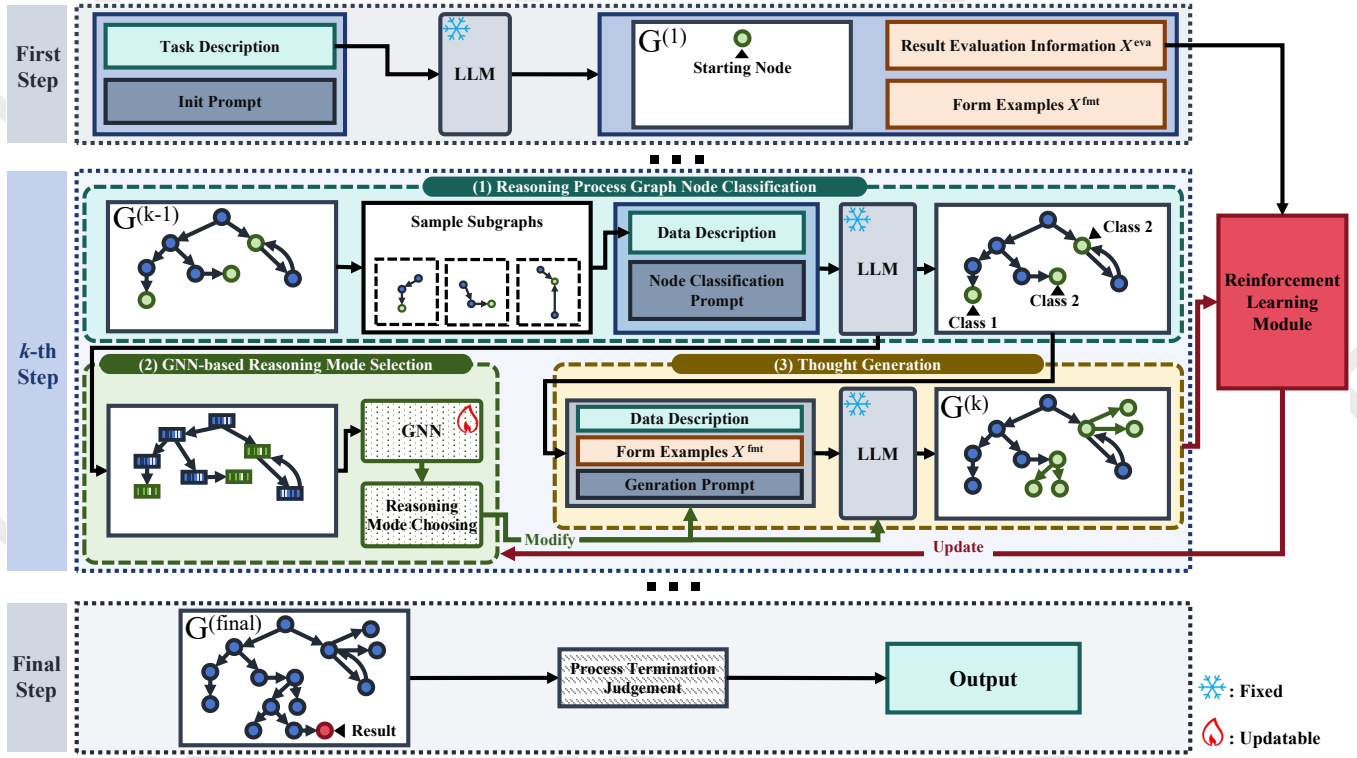 First
Step
Task Description
Init Prompt
LLM
G(1)
Starting Node
Result Evaluation Information Xeva
Form Examples Xfmt
k-th
Step
(1) Reasoning Process Graph Node Classification
G(k-1)
Sample Subgraphs
Data Description
Node Classification
Prompt
LLM
Class 2
Class 2
Class 1
Reinforcement
Learning
Module
(2) GNN-based Reasoning Mode Selection
GNN
Reasoning
Mode Choosing
Modify
(3) Thought Generation
Data Description
Form Examples Xfmt
Genration Prompt
LLM
G(k)
Update
Final
Step
G(final)
Result
Process Termination
Judgement
Output
: Fixed
: Updatable